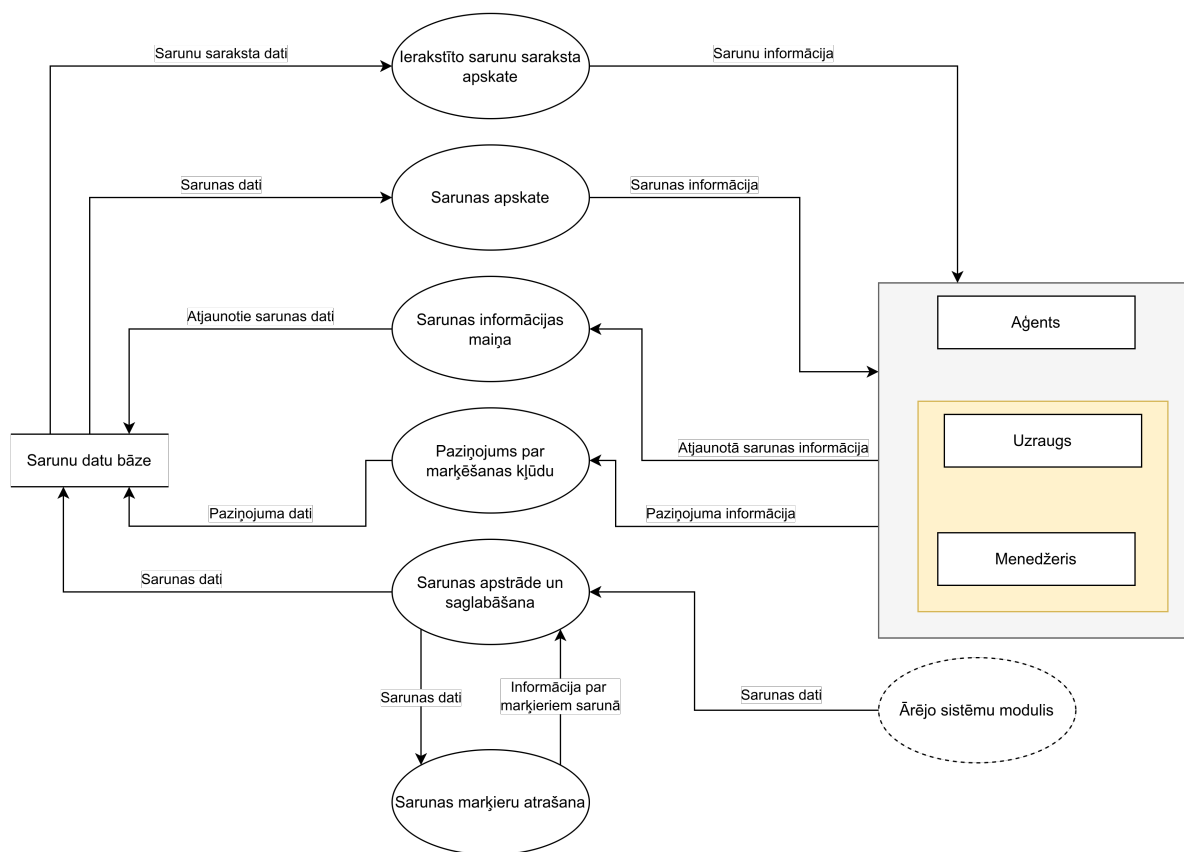 Sarunu saraksta dati
Ierakstīto sarunu saraksta
apskate
Sarunu informācija
Sarunas dati
Sarunas apskate
Sarunas informācija
Atjaunotie sarunas dati
Sarunas informācijas
maiņa
Aģents
Sarunu datu bāze
Paziņojums par
marķēšanas kļūdu
Atjaunotā sarunas informācija
Uzraugs
Paziņojuma dati
Paziņojuma informācija
Menedžeris
Sarunas dati
Sarunas apstrāde un
saglabāšana
Sarunas dati
Informācija par
marķieriem sarunā
Sarunas dati
Ārējo sistēmu modulis
Sarunas marķieru atrašana